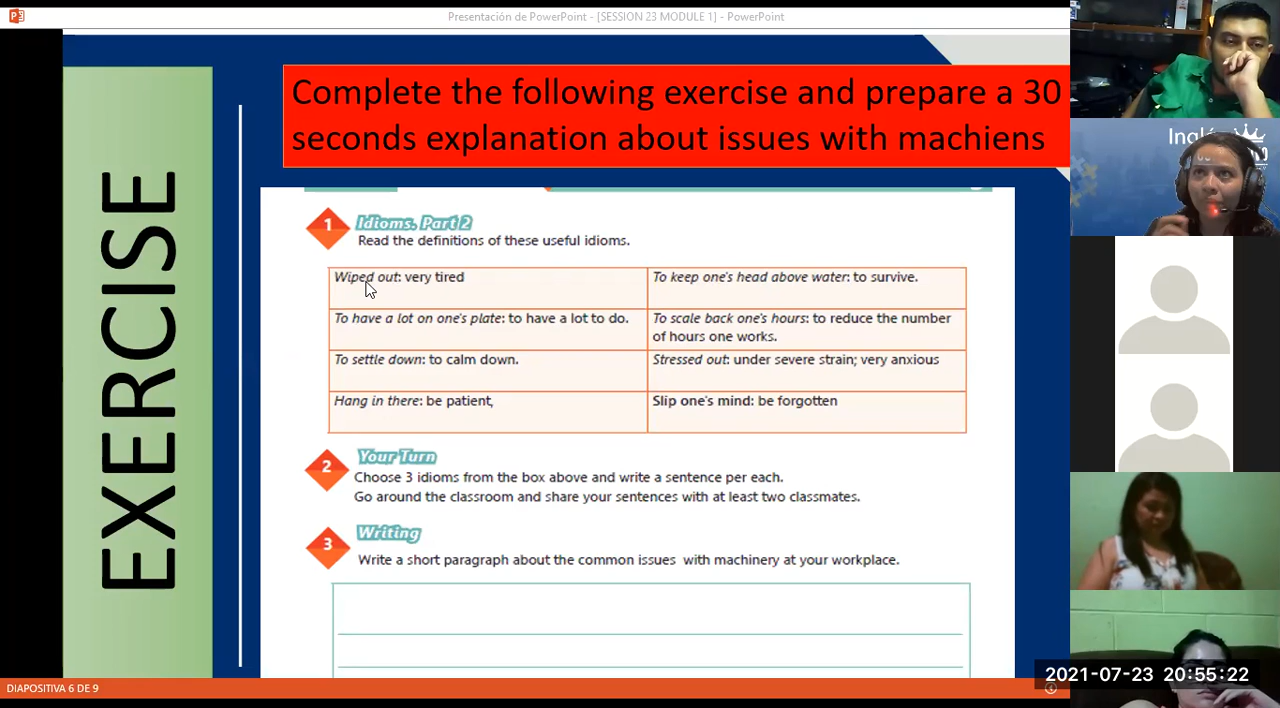 Presentación de PowerPoint - [SESSION 23 MODULE 1] - PowerPoint
EXERCISE
Complete the following exercise and prepare a 30
seconds explanation about issues with machiens
1 Idioms. Part 2
Read the definitions of these useful idioms.
Wiped out: very tired
To keep one's head above water: to survive.
To have a lot on one's plate: to have a lot to do.
To scale back one's hours: to reduce the number
of hours one works.
To settle down: to calm down.
Stressed out: under severe strain; very anxious
Hang in there: be patient,
Slip one's mind: be forgotten
2 Your Turn
Choose 3 idioms from the box above and write a sentence per each.
Go around the classroom and share your sentences with at least two classmates.
3 Writing
Write a short paragraph about the common issues with machinery at your workplace.
DIAPOSITIVA 6 DE 9
2021-07-23 20:55:22